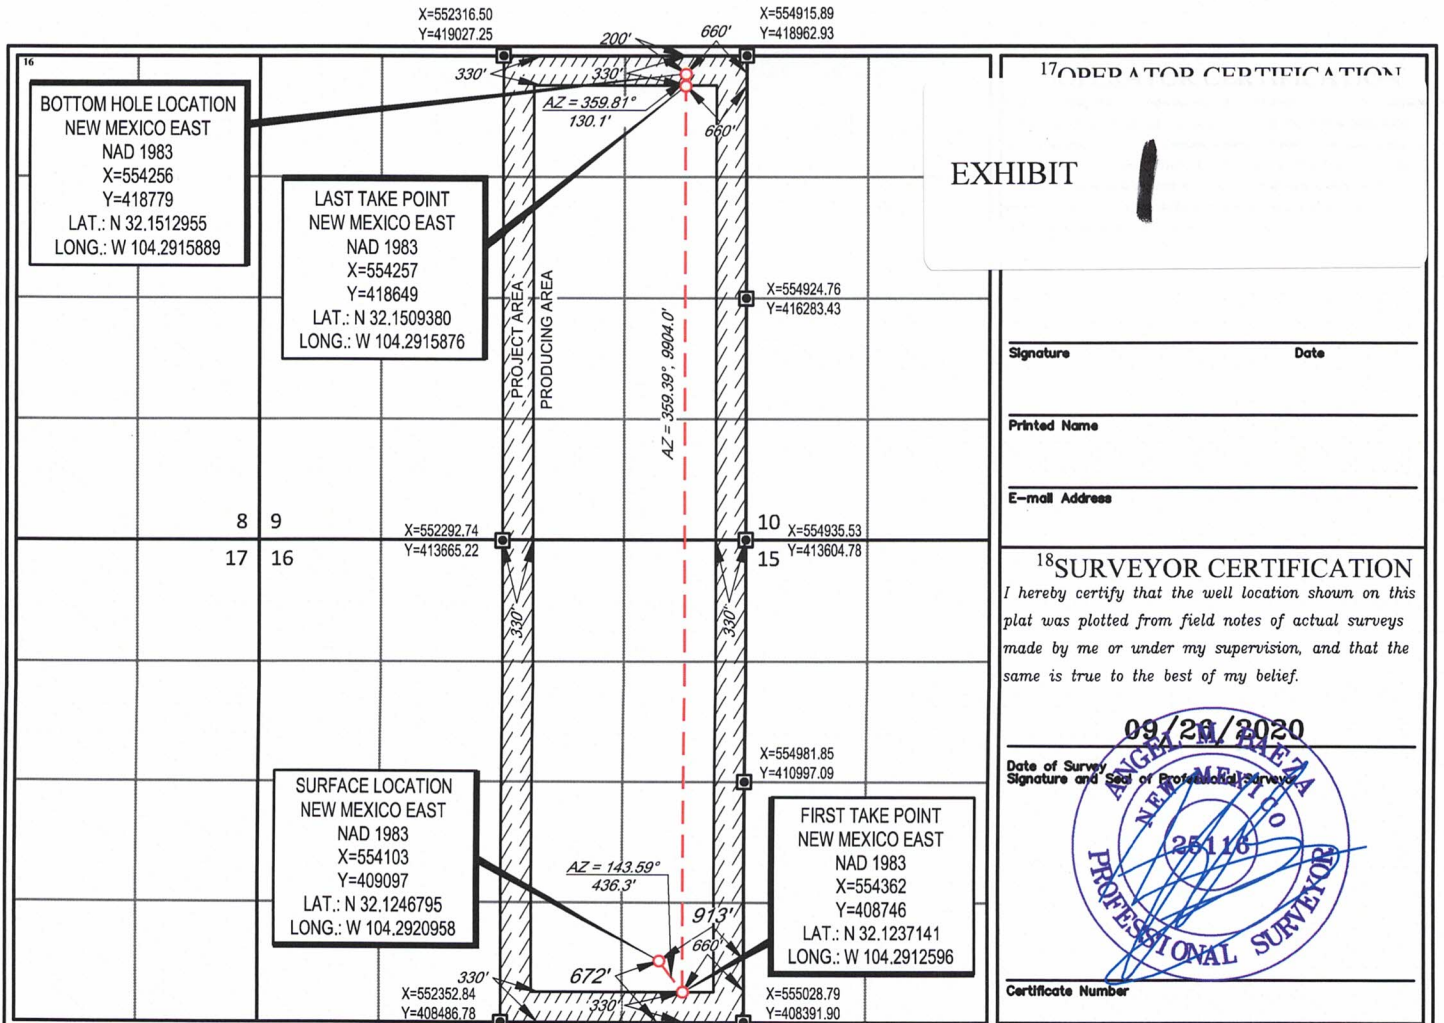 X=552316.50
Y=419027.25
X=554915.89
Y=418962.93
200'
660'
16
330'
330'
AZ = 359.81°
130.1'
660'
BOTTOM HOLE LOCATION
NEW MEXICO EAST
NAD 1983
X=554256
Y=418779
LAT.: N 32.1512955
LONG.: W 104.2915889
LAST TAKE POINT
NEW MEXICO EAST
NAD 1983
X=554257
Y=418649
LAT.: N 32.1509380
LONG.: W 104.2915876
PROJECT AREA
PRODUCING AREA
AZ = 359.39°, 9904.0'
X=554924.76
Y=416283.43
8
9
17
16
X=552292.74
Y=413665.22
10
15
X=554935.53
Y=413604.78
330'
330'
X=554981.85
Y=410997.09
SURFACE LOCATION
NEW MEXICO EAST
NAD 1983
X=554103
Y=409097
LAT.: N 32.1246795
LONG.: W 104.2920958
AZ = 143.59°
436.3'
FIRST TAKE POINT
NEW MEXICO EAST
NAD 1983
X=554362
Y=408746
LAT.: N 32.1237141
LONG.: W 104.2912596
913'
660'
672'
330'
330'
X=552352.84
Y=408486.78
X=555028.79
Y=408391.90
17 OPERATOR CERTIFICATION
EXHIBIT 1
Signature Date
Printed Name
E-mail Address
18 SURVEYOR CERTIFICATION
I hereby certify that the well location shown on this
plat was plotted from field notes of actual surveys
made by me or under my supervision, and that the
same is true to the best of my belief.
09/26/2020
Date of Survey
Signature and Seal of Professional Surveyor
ANGEL M. BAEZA
NEW MEXICO
25116
PROFESSIONAL SURVEYOR
Certificate Number